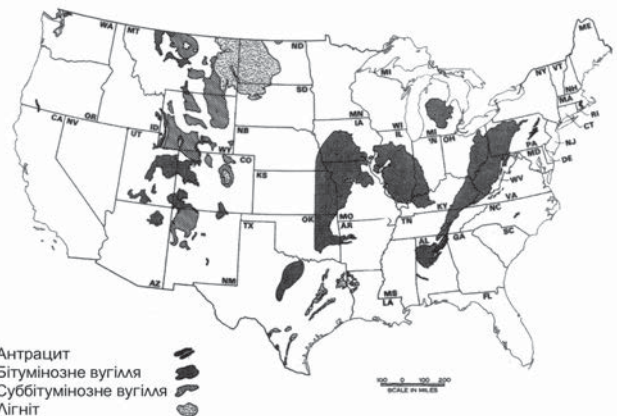 WA
MT
ND
ME
OR
ID
SD
MN
MI
NY
VT
NH
MA
RI
CT
CA
NV
UT
WY
NB
IA
WI
IL
MI
IN
OH
PA
NJ
MD
DE
CO
KS
MO
KY
WV
VA
NC
TN
OK
AR
SC
AZ
NM
TX
MIS
LA
AL
GA
FL
Антрацит
Бітумінозне вугілля
Суббітумінозне вугілля
Лігніт
100 0 100 200
SCALE IN MILES